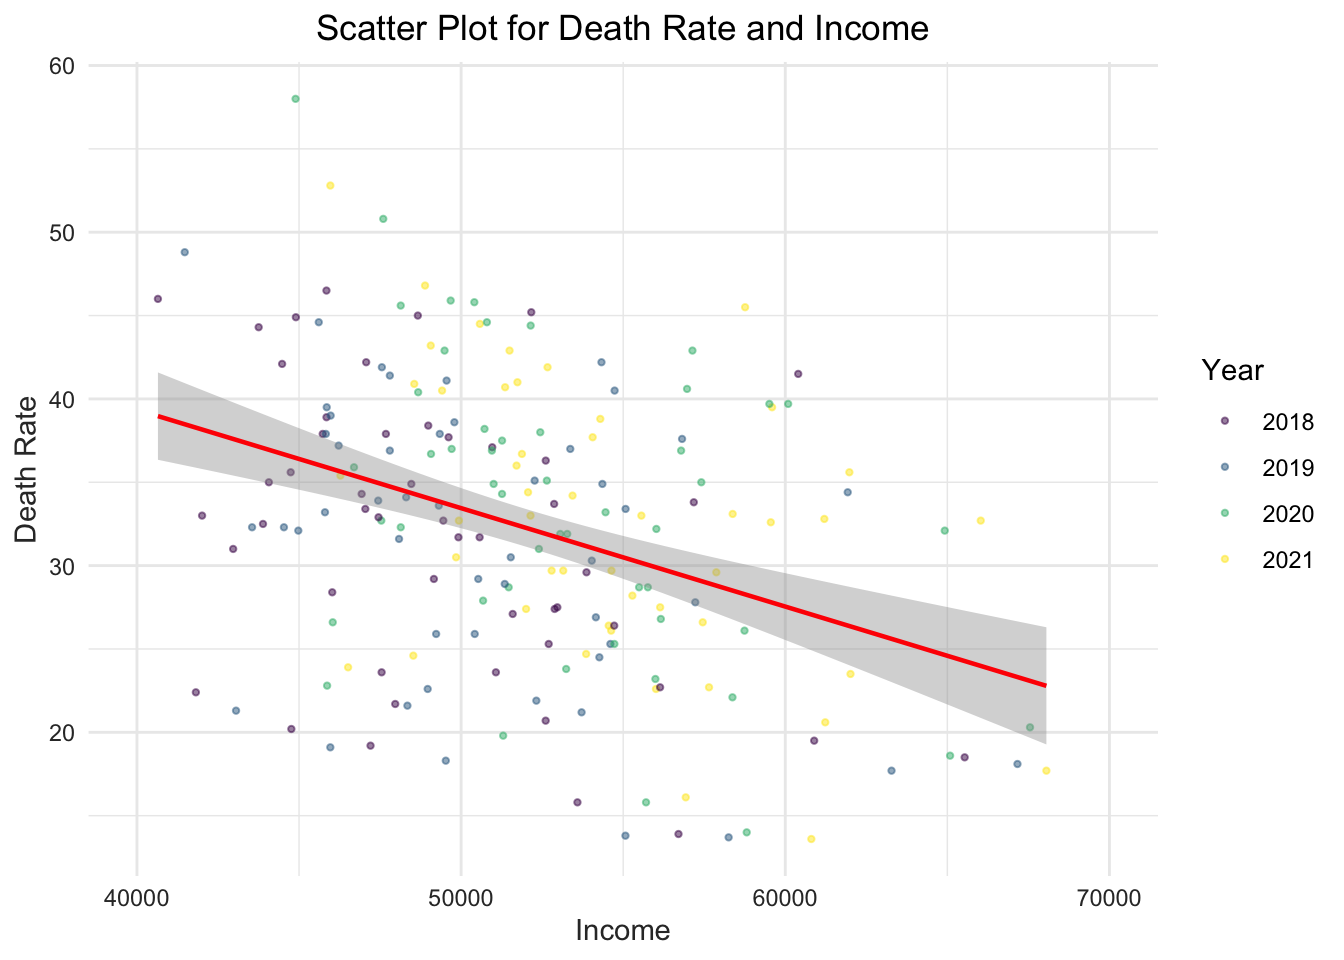 Scatter Plot for Death Rate and Income
60
50
40
30
20
Death Rate
40000 50000 60000 70000
Income
Year
2018
2019
2020
2021